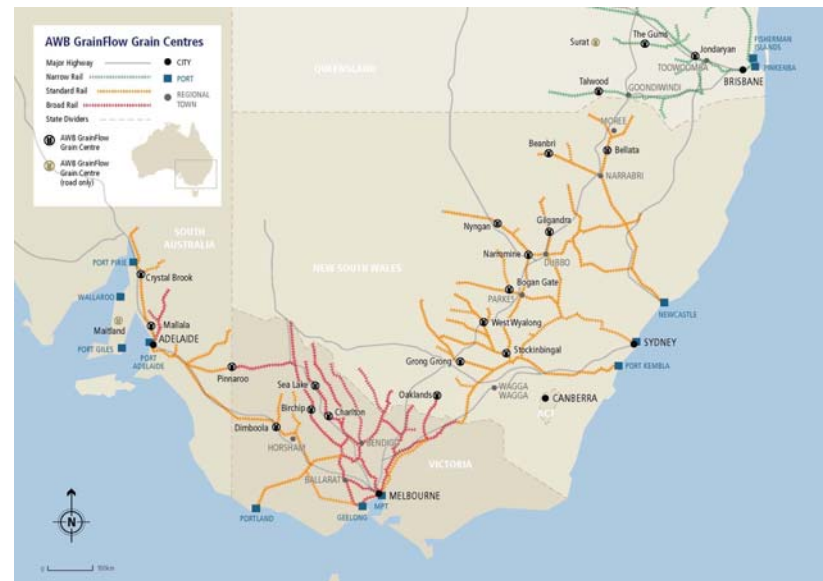 AWB GrainFlow Grain Centres
Major Highway
Narrow Rail
Standard Rail
Broad Rail
State Dividers
CITY
PORT
REGIONAL
TOWN
AWB GrainFlow
Grain Centre
AWB GrainFlow
Grain Centre
(road only)
QUEENSLAND
Surat
The Gums
Jondaryan
TOOWOOMBA
FISHERMAN
ISLANDS
PINKENBA
BRISBANE
Talwood
GOONDIWINDI
MOREE
Beanbri
Bellata
NARRABRI
SOUTH
AUSTRALIA
Nyngan
Gilgandra
NEW SOUTH WALES
Narromine
DUBBO
PORT PIRIE
Crystal Brook
Bogan Gate
PARKES
WALLAROO
NEWCASTLE
Maitland
Mallala
West Wyalong
ADELAIDE
SYDNEY
PORT GILES
PORT
ADELAIDE
Stockinbingal
Grong Grong
PORT KEMBLA
Pinnaroo
Sea Lake
Oaklands
WAGGA
WAGGA
CANBERRA
ACT
Birchip
Charlton
Dimboola
BENDIGO
HORSHAM
VICTORIA
BALLARAT
MELBOURNE
MPT
PORTLAND
GEELONG
N
0 100km